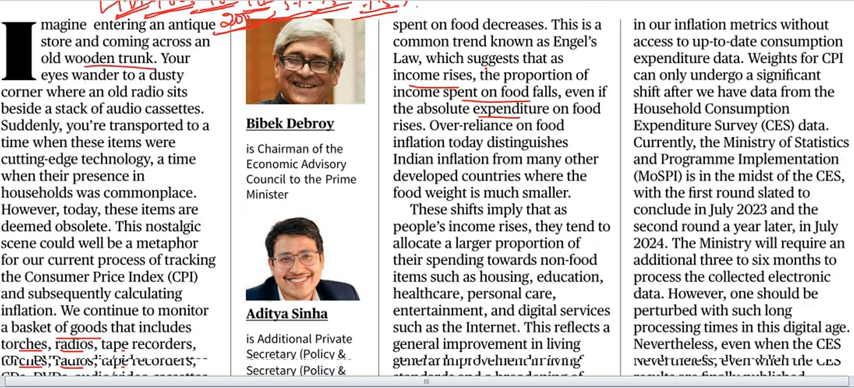 Imagine entering an antique
store and coming across an
old wooden trunk. Your
eyes wander to a dusty
corner where an old radio sits
beside a stack of audio cassettes.
Suddenly, you're transported to a
time when these items were
cutting-edge technology, a time
when their presence in
households was commonplace.
However, today, these items are
deemed obsolete. This nostalgic
scene could well be a metaphor
for our current process of tracking
the Consumer Price Index (CPI)
and subsequently calculating
inflation. We continue to monitor
a basket of goods that includes
torches, radios, tape recorders,
Bibek Debroy
is Chairman of the
Economic Advisory
Council to the Prime
Minister
Aditya Sinha
is Additional Private
Secretary (Policy &
Secretary (Policy &
spent on food decreases. This is a
common trend known as Engel's
Law, which suggests that as
income rises, the proportion of
income spent on food falls, even if
the absolute expenditure on food
rises. Over-reliance on food
inflation today distinguishes
Indian inflation from many other
developed countries where the
food weight is much smaller.
These shifts imply that as
people's income rises, they tend to
allocate a larger proportion of
their spending towards non-food
items such as housing, education,
healthcare, personal care,
entertainment, and digital services
such as the Internet. This reflects a
general improvement in living
in our inflation metrics without
access to up-to-date consumption
expenditure data. Weights for CPI
can only undergo a significant
shift after we have data from the
Household Consumption
Expenditure Survey (CES) data.
Currently, the Ministry of Statistics
and Programme Implementation
(MoSPI) is in the midst of the CES,
with the first round slated to
conclude in July 2023 and the
second round a year later, in July
2024. The Ministry will require an
additional three to six months to
process the collected electronic
data. However, one should be
perturbed with such long
processing times in this digital age.
Nevertheless, even when the CES